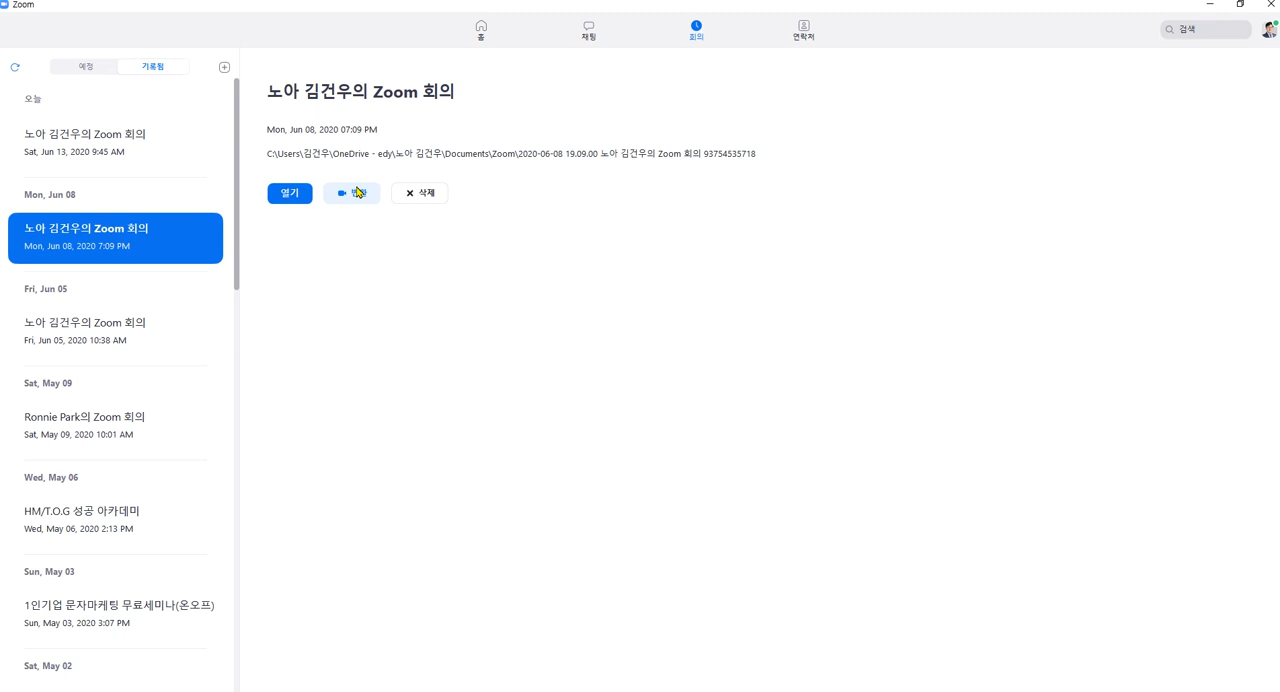 Zoom
홈
채팅
회의
연락처
검색
예정
기록됨
오늘
노아 김건우의 Zoom 회의
Sat, Jun 13, 2020 9:45 AM
Mon, Jun 08
노아 김건우의 Zoom 회의
Mon, Jun 08, 2020 7:09 PM
Fri, Jun 05
노아 김건우의 Zoom 회의
Fri, Jun 05, 2020 10:38 AM
Sat, May 09
Ronnie Park의 Zoom 회의
Sat, May 09, 2020 10:01 AM
Wed, May 06
HM/T.O.G 성공 아카데미
Wed, May 06, 2020 2:13 PM
Sun, May 03
1인기업 문자마케팅 무료세미나(온오프)
Sun, May 03, 2020 3:07 PM
Sat, May 02
노아 김건우의 Zoom 회의
Mon, Jun 08, 2020 07:09 PM
C:\Users\김건우\OneDrive - edy\노아 김건우\Documents\Zoom\2020-06-08 19.09.00 노아 김건우의 Zoom 회의 93754535718
열기
삭제